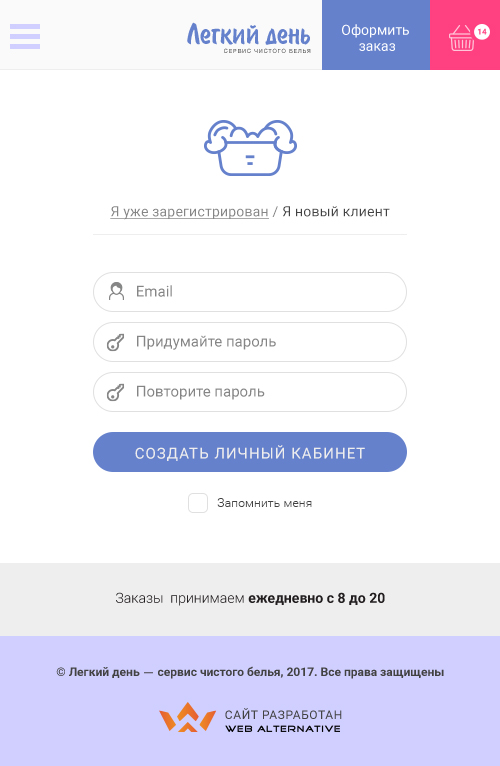 Легкий день
СЕРВИС ЧИСТОГО БЕЛЬЯ
Оформить
заказ
14
Я уже зарегистрирован / Я новый клиент
Email
Придумайте пароль
Повторите пароль
СОЗДАТЬ ЛИЧНЫЙ КАБИНЕТ
Запомнить меня
Заказы принимаем ежедневно с 8 до 20
© Легкий день — сервис чистого белья, 2017. Все права защищены
САЙТ РАЗРАБОТАН
WEB ALTERNATIVE